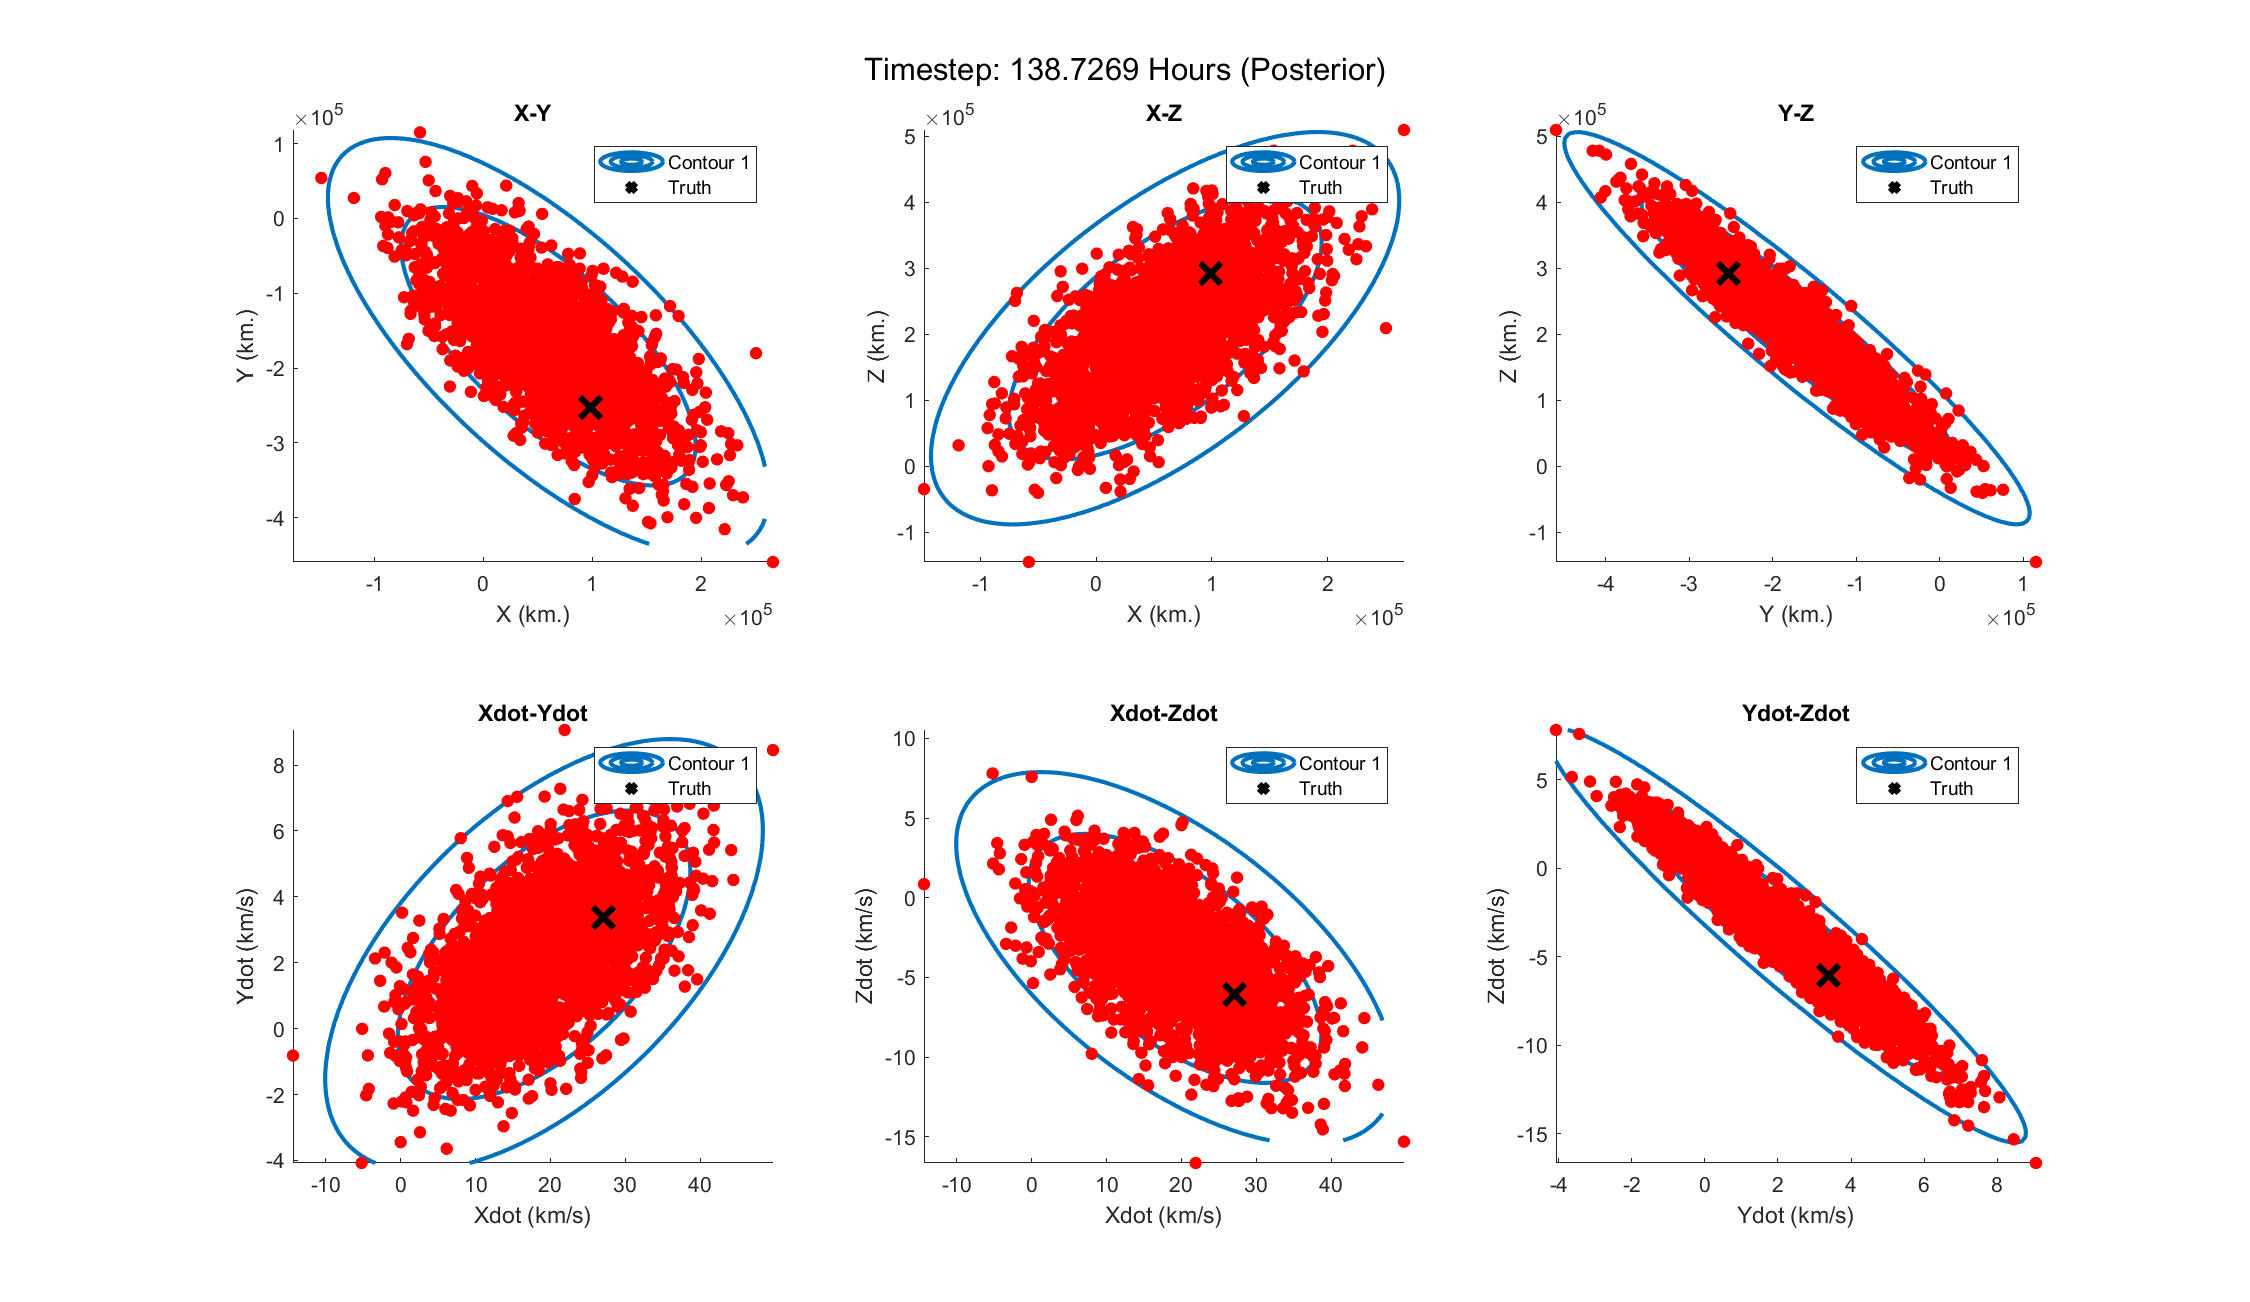 Timestep: 138.7269 Hours (Posterior)
X-Y
×10^5
1
0
-1
-2
-3
-4
Y (km.)
-1
0
1
2
X (km.)
×10^5
Contour 1
Truth
X-Z
×10^5
5
4
3
2
1
0
-1
Z (km.)
-1
0
1
2
X (km.)
×10^5
Contour 1
Truth
Y-Z
×10^5
5
4
3
2
1
0
-1
Z (km.)
-4
-3
-2
-1
0
1
Y (km.)
×10^5
Contour 1
Truth
Xdot-Ydot
8
6
4
2
0
-2
-4
Ydot (km/s)
-10
0
10
20
30
40
Xdot (km/s)
Contour 1
Truth
Xdot-Zdot
10
5
0
-5
-10
-15
Zdot (km/s)
-10
0
10
20
30
40
Xdot (km/s)
Contour 1
Truth
Ydot-Zdot
5
0
-5
-10
-15
Zdot (km/s)
-4
-2
0
2
4
6
8
Ydot (km/s)
Contour 1
Truth